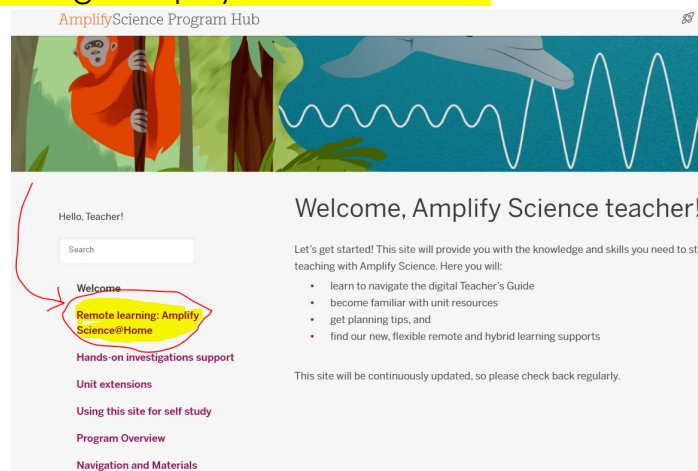 AmplifyScience Program Hub
Hello, Teacher!
Search
Welcome
Remote learning: Amplify
Science@Home
Hands-on investigations support
Unit extensions
Using this site for self study
Program Overview
Navigation and Materials
Welcome, Amplify Science teacher!
Let's get started! This site will provide you with the knowledge and skills you need to st
teaching with Amplify Science. Here you will:
• learn to navigate the digital Teacher's Guide
• become familiar with unit resources
• get planning tips, and
• find our new, flexible remote and hybrid learning supports
This site will be continuously updated, so please check back regularly.